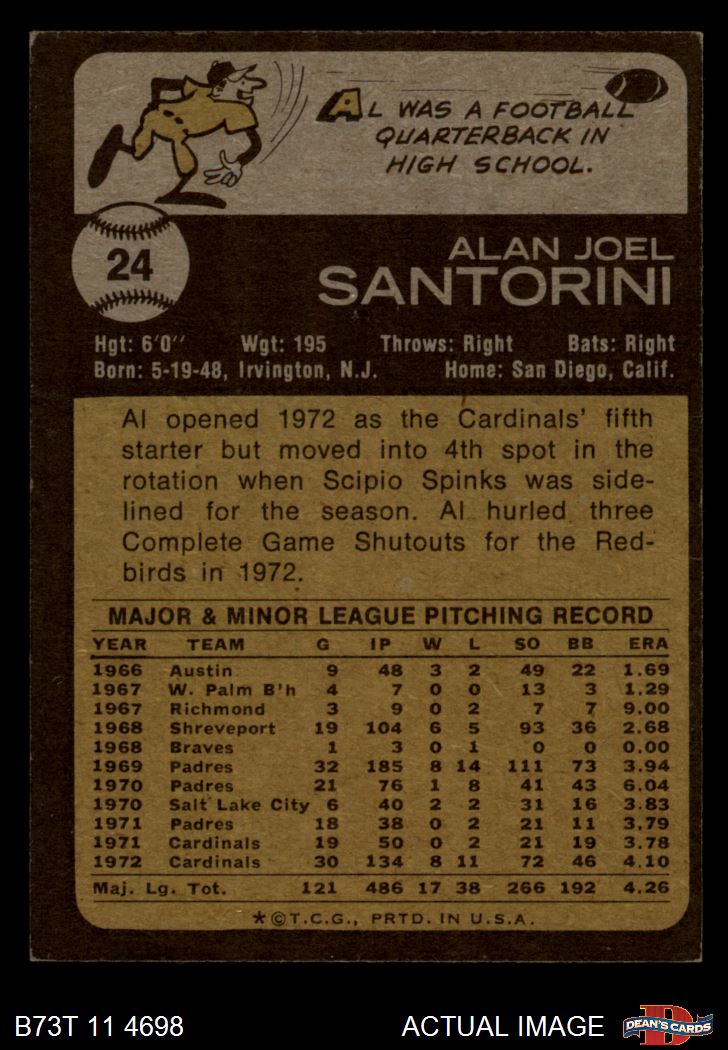 AL WAS A FOOTBALL
QUARTERBACK IN
HIGH SCHOOL.
24
ALAN JOEL
SANTORINI
Hgt: 6'0" Wgt: 195 Throws: Right Bats: Right
Born: 5-19-48, Irvington, N.J. Home: San Diego, Calif.
Al opened 1972 as the Cardinals' fifth
starter but moved into 4th spot in the
rotation when Scipio Spinks was side-
lined for the season. Al hurled three
Complete Game Shutouts for the Red-
birds in 1972.
MAJOR & MINOR LEAGUE PITCHING RECORD
YEAR TEAM G IP W L SO BB ERA
1966 Austin 9 48 3 2 49 22 1.69
1967 W. Palm B'h 4 7 0 0 13 3 1.29
1967 Richmond 3 9 0 2 7 7 9.00
1968 Shreveport 19 104 6 5 93 36 2.68
1968 Braves 1 3 0 1 0 0 0.00
1969 Padres 32 185 8 14 111 73 3.94
1970 Padres 21 76 1 8 41 43 6.04
1970 Salt Lake City 6 40 2 2 31 16 3.83
1971 Padres 18 38 0 2 21 11 3.79
1971 Cardinals 19 50 0 2 21 19 3.78
1972 Cardinals 30 134 8 11 72 46 4.10
Maj. Lg. Tot. 121 486 17 38 266 192 4.26
*©T.C.G., PRTD. IN U.S.A.
B73T 11 4698 ACTUAL IMAGE DEAN'S CARDS